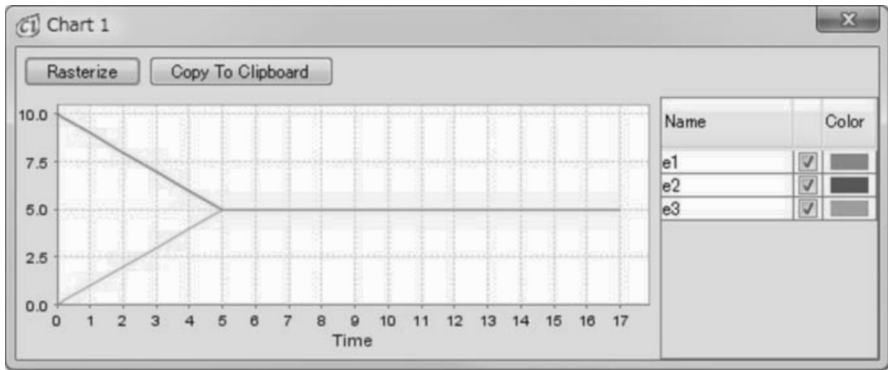 Chart 1
x
Rasterize Copy To Clipboard
Name Color
10.0
7.5
5.0
2.5
0.0
e1
e2
e3
0 1 2 3 4 5 6 7 8 9 10 11 12 13 14 15 16 17
Time